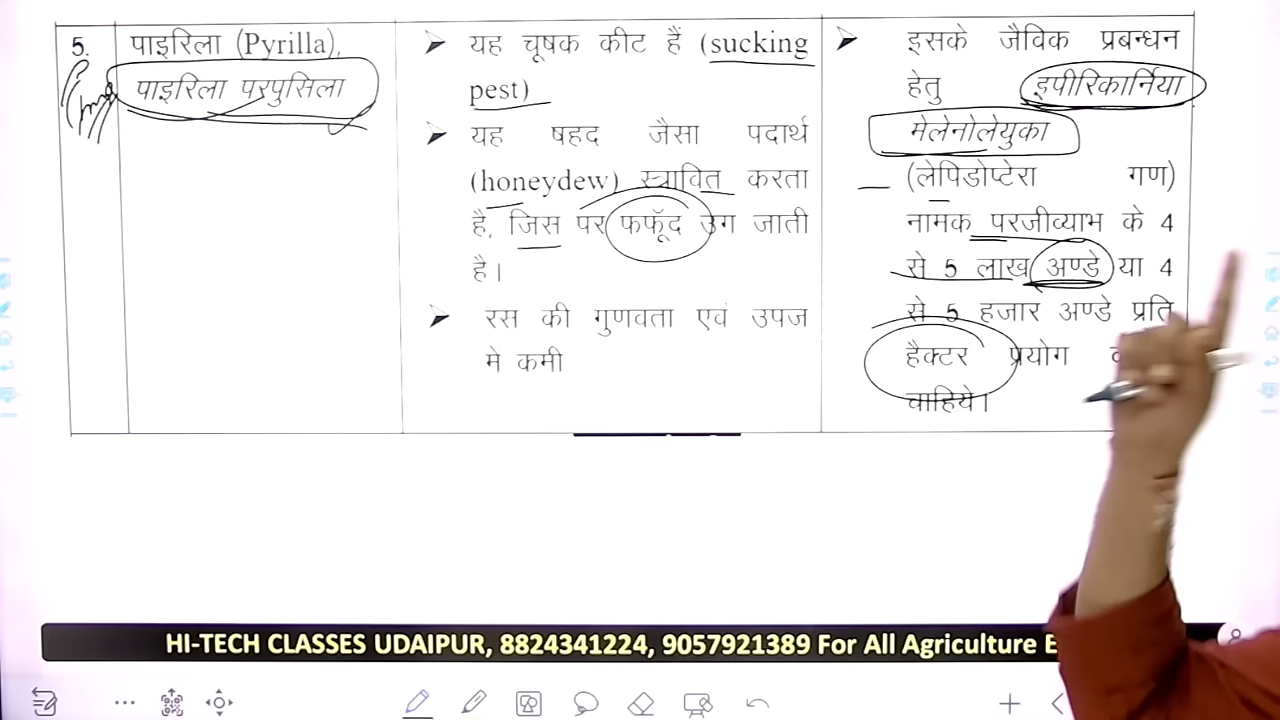 5.
पाइरिला (Pyrilla),
पाइरिला परपुसिला
➢ यह चूषक कीट हैं (sucking
pest)
➢ यह षहद जैसा पदार्थ
(honeydew) स्त्रावित करता
है, जिस पर फफूॅद उग जाती
है।
➢ रस की गुणवता एवं उपज
मे कमी
➢ इसके जैविक प्रबन्धन
हेतु इपीरिकार्निया
मेलेनोलेयुका
(लेपिडोप्टेरा गण)
नामक परजीव्याभ के 4
से 5 लाख अण्डे या 4
से 5 हजार अण्डे प्रति
हैक्टर प्रयोग
चाहिये।
HI-TECH CLASSES UDAIPUR, 8824341224, 9057921389 For All Agriculture E